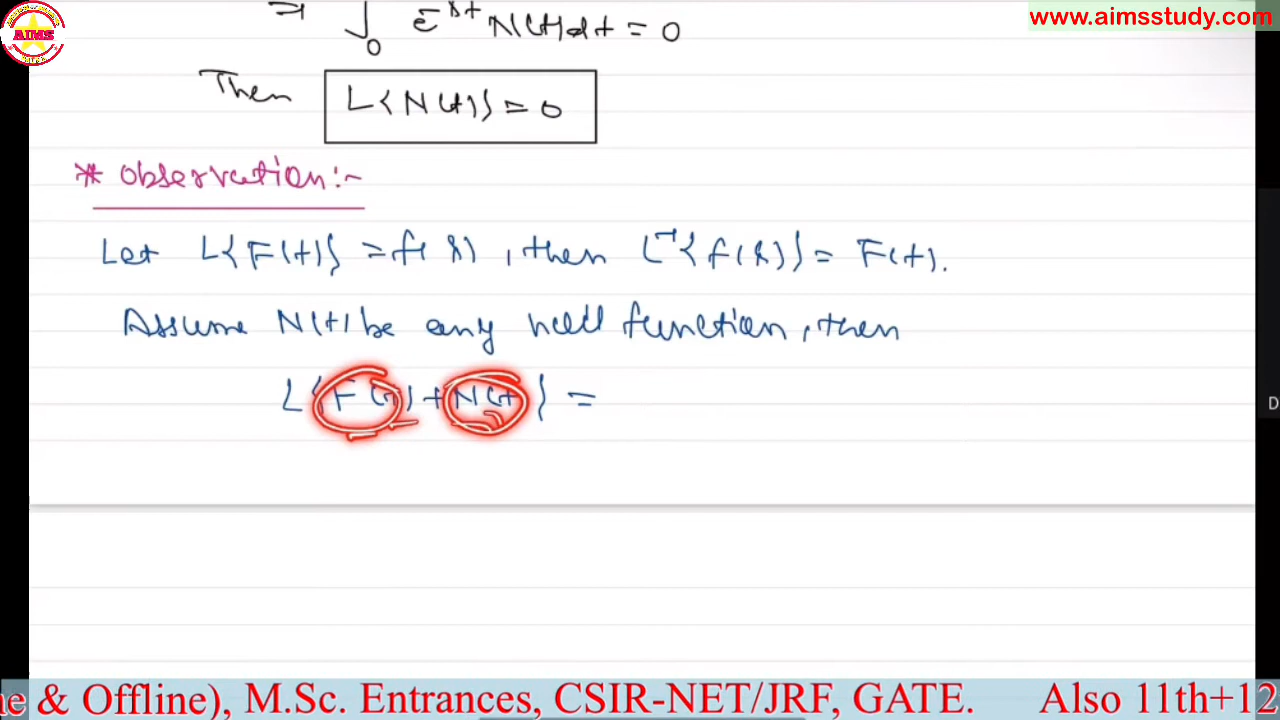 AIMS
www.aimsstudy.com
⇒ ∫₀ e^{-st} N(t)dt = 0
Then L{N(t)} = 0
* Observation:-
Let L{F(t)} = f(s), then L⁻¹{f(s)} = F(t).
Assume N(t) be any null function, then
L{F(t)+N(t)} =
D
ne & Offline), M.Sc. Entrances, CSIR-NET/JRF, GATE. Also 11th+12